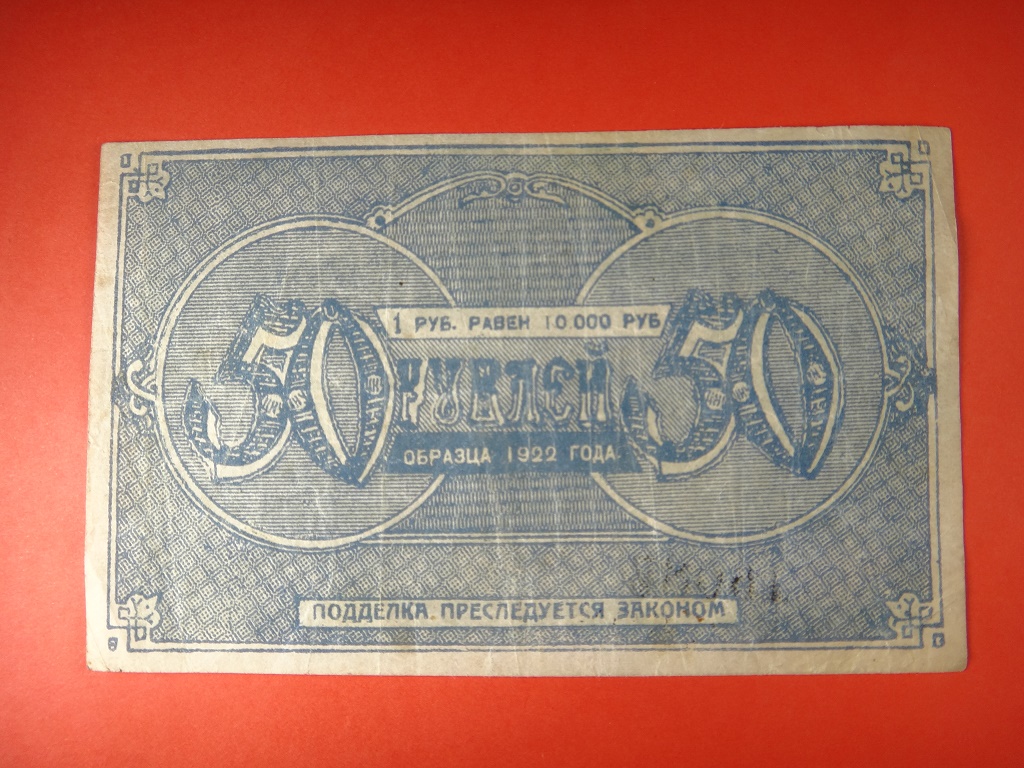 1 РУБ. РАВЕН 10.000 РУБ
50 РУБЛЕЙ 50
ОБРАЗЦА 1922 ГОДА.
ПОДДЕЛКА ПРЕСЛЕДУЕТСЯ ЗАКОНОМ